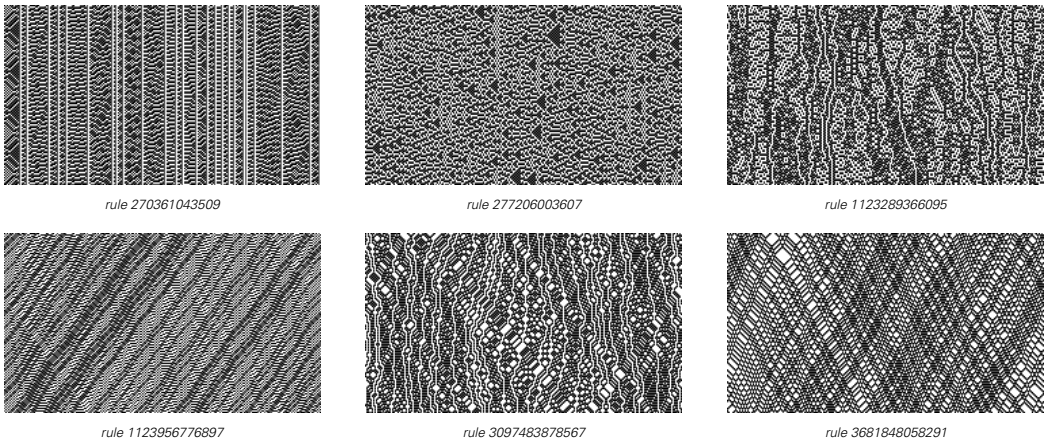 rule 270361043509
rule 277206003607
rule 1123289366095
rule 1123956776897
rule 3097483878567
rule 3681848058291